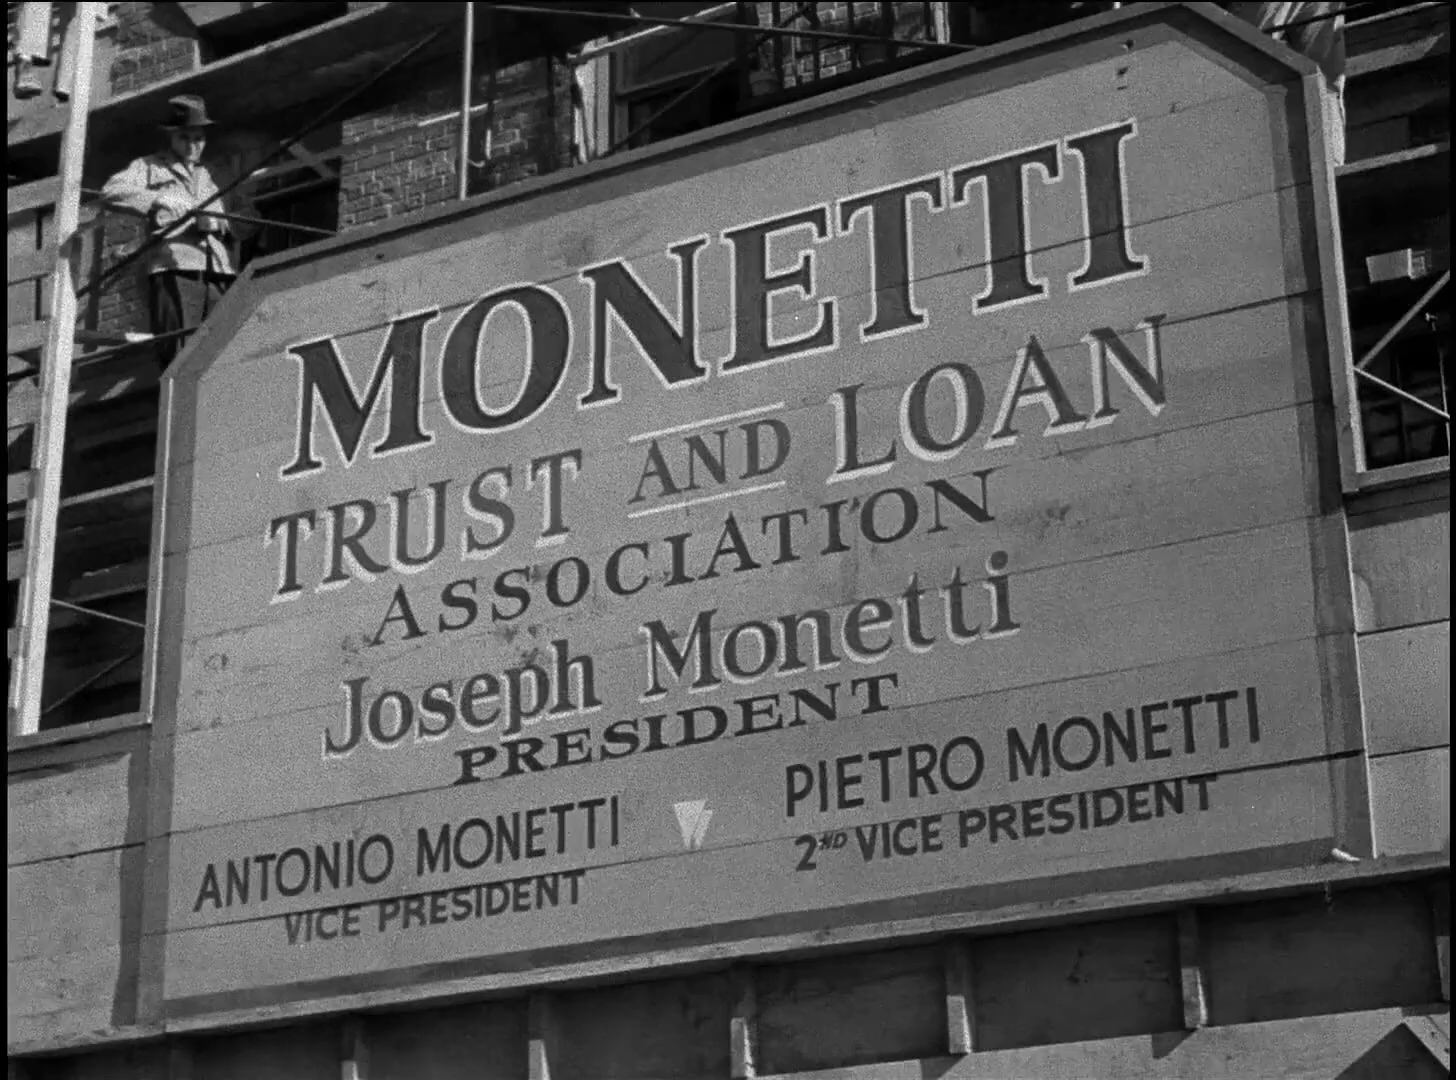 MONETTI
TRUST AND LOAN
ASSOCIATION
Joseph Monetti
PRESIDENT
ANTONIO MONETTI
VICE PRESIDENT
PIETRO MONETTI
2ND VICE PRESIDENT